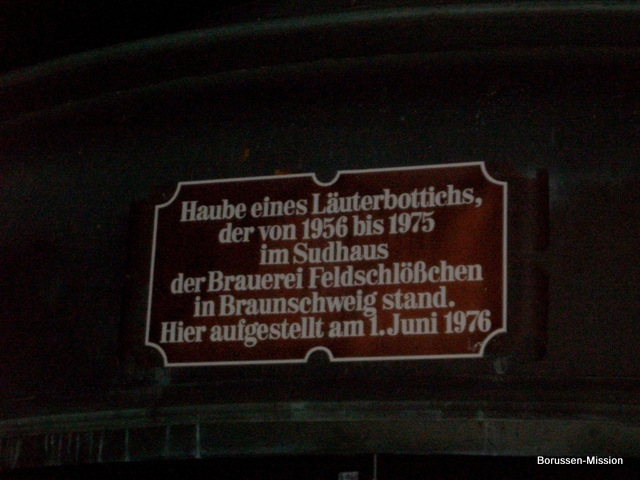 Haube eines Läuterbottichs,
der von 1956 bis 1975
im Sudhaus
der Brauerei Feldschlößchen
in Braunschweig stand.
Hier aufgestellt am 1. Juni 1976
Borussen-Mission